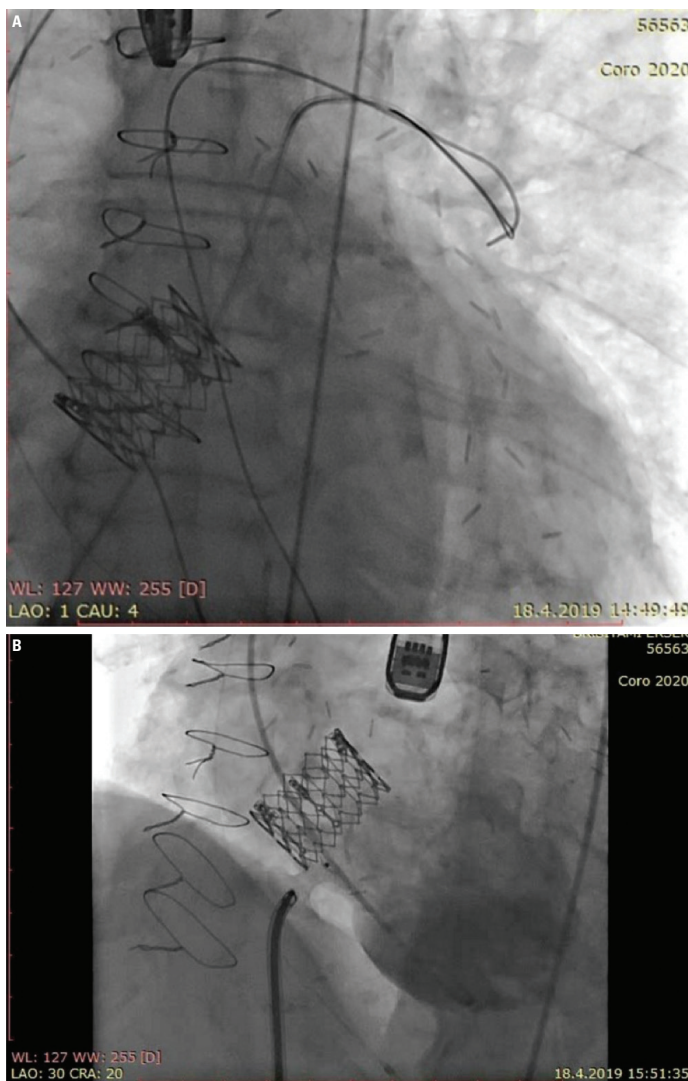 A
56563
Coro 2020
WL: 127 WW: 255 [D]
LAO: 1 CAU: 4
18.4.2019 14:49:49
B
56563
Coro 2020
WL: 127 WW: 255 [D]
LAO: 30 CRA: 20
18.4.2019 15:51:35